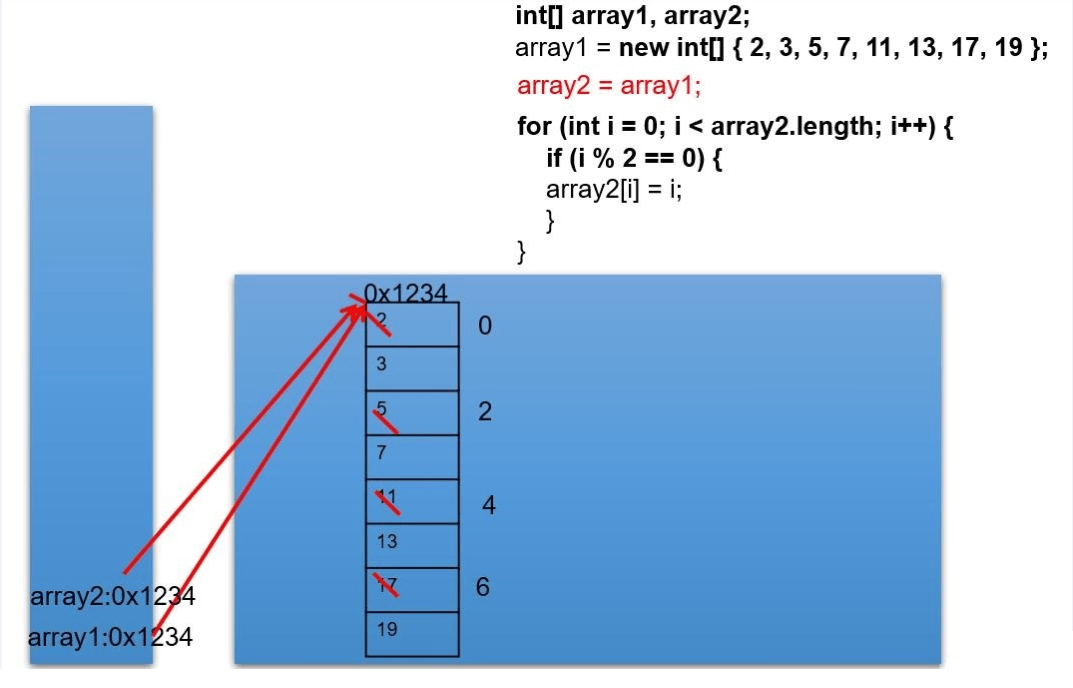 int[] array1, array2;
array1 = new int[] { 2, 3, 5, 7, 11, 13, 17, 19 };
array2 = array1;
for (int i = 0; i < array2.length; i++) {
if (i % 2 == 0) {
array2[i] = i;
}
}
0x1234
2 0
3
5 2
7
11 4
13
17 6
19
array2:0x1234
array1:0x1234